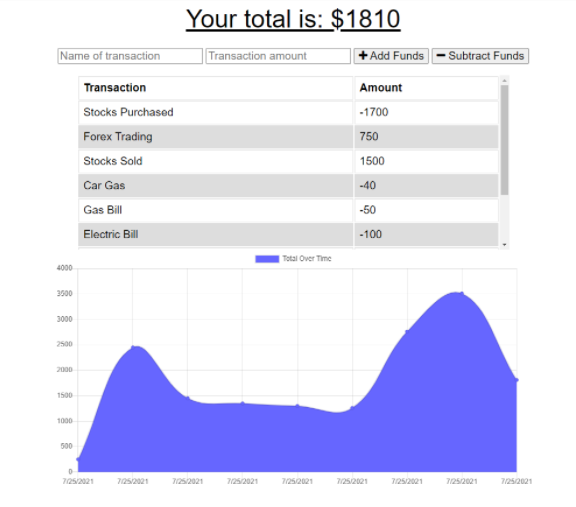 Your total is: $1810
Name of transaction Transaction amount + Add Funds − Subtract Funds
Transaction Amount
Stocks Purchased -1700
Forex Trading 750
Stocks Sold 1500
Car Gas -40
Gas Bill -50
Electric Bill -100
Total Over Time
4000
3500
3000
2500
2000
1500
1000
500
0
7/25/2021 7/25/2021 7/25/2021 7/25/2021 7/25/2021 7/25/2021 7/25/2021 7/25/2021 7/25/2021